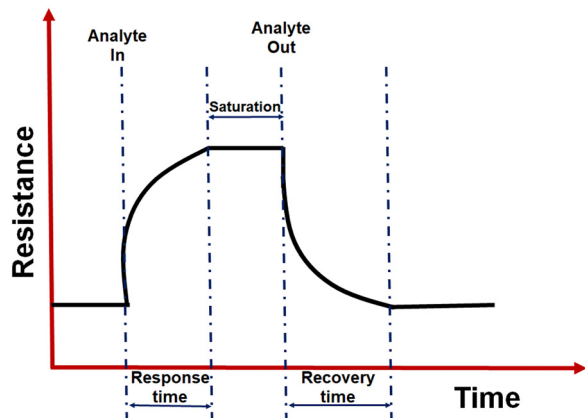 Analyte
In
Analyte
Out
Saturation
Resistance
Response
time
Recovery
time
Time